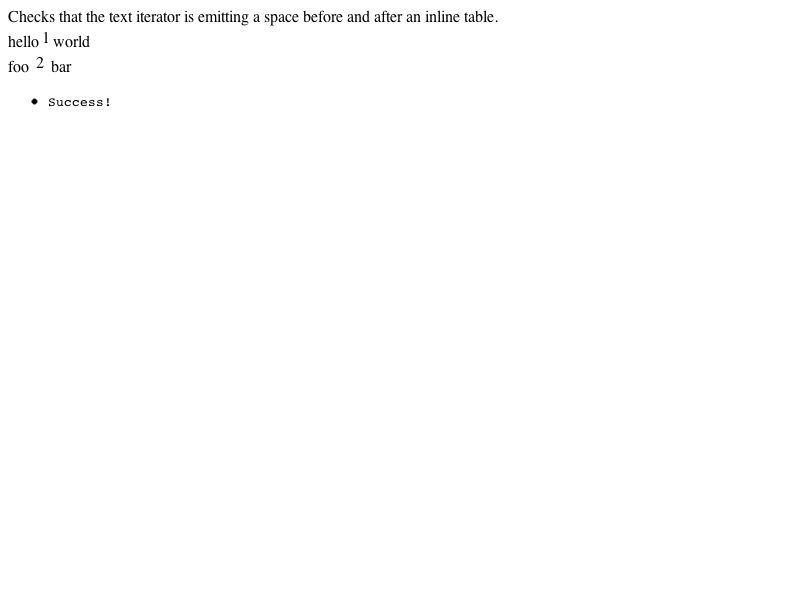 Checks that the text iterator is emitting a space before and after an inline table.
hello 1 world
foo 2 bar
• Success!